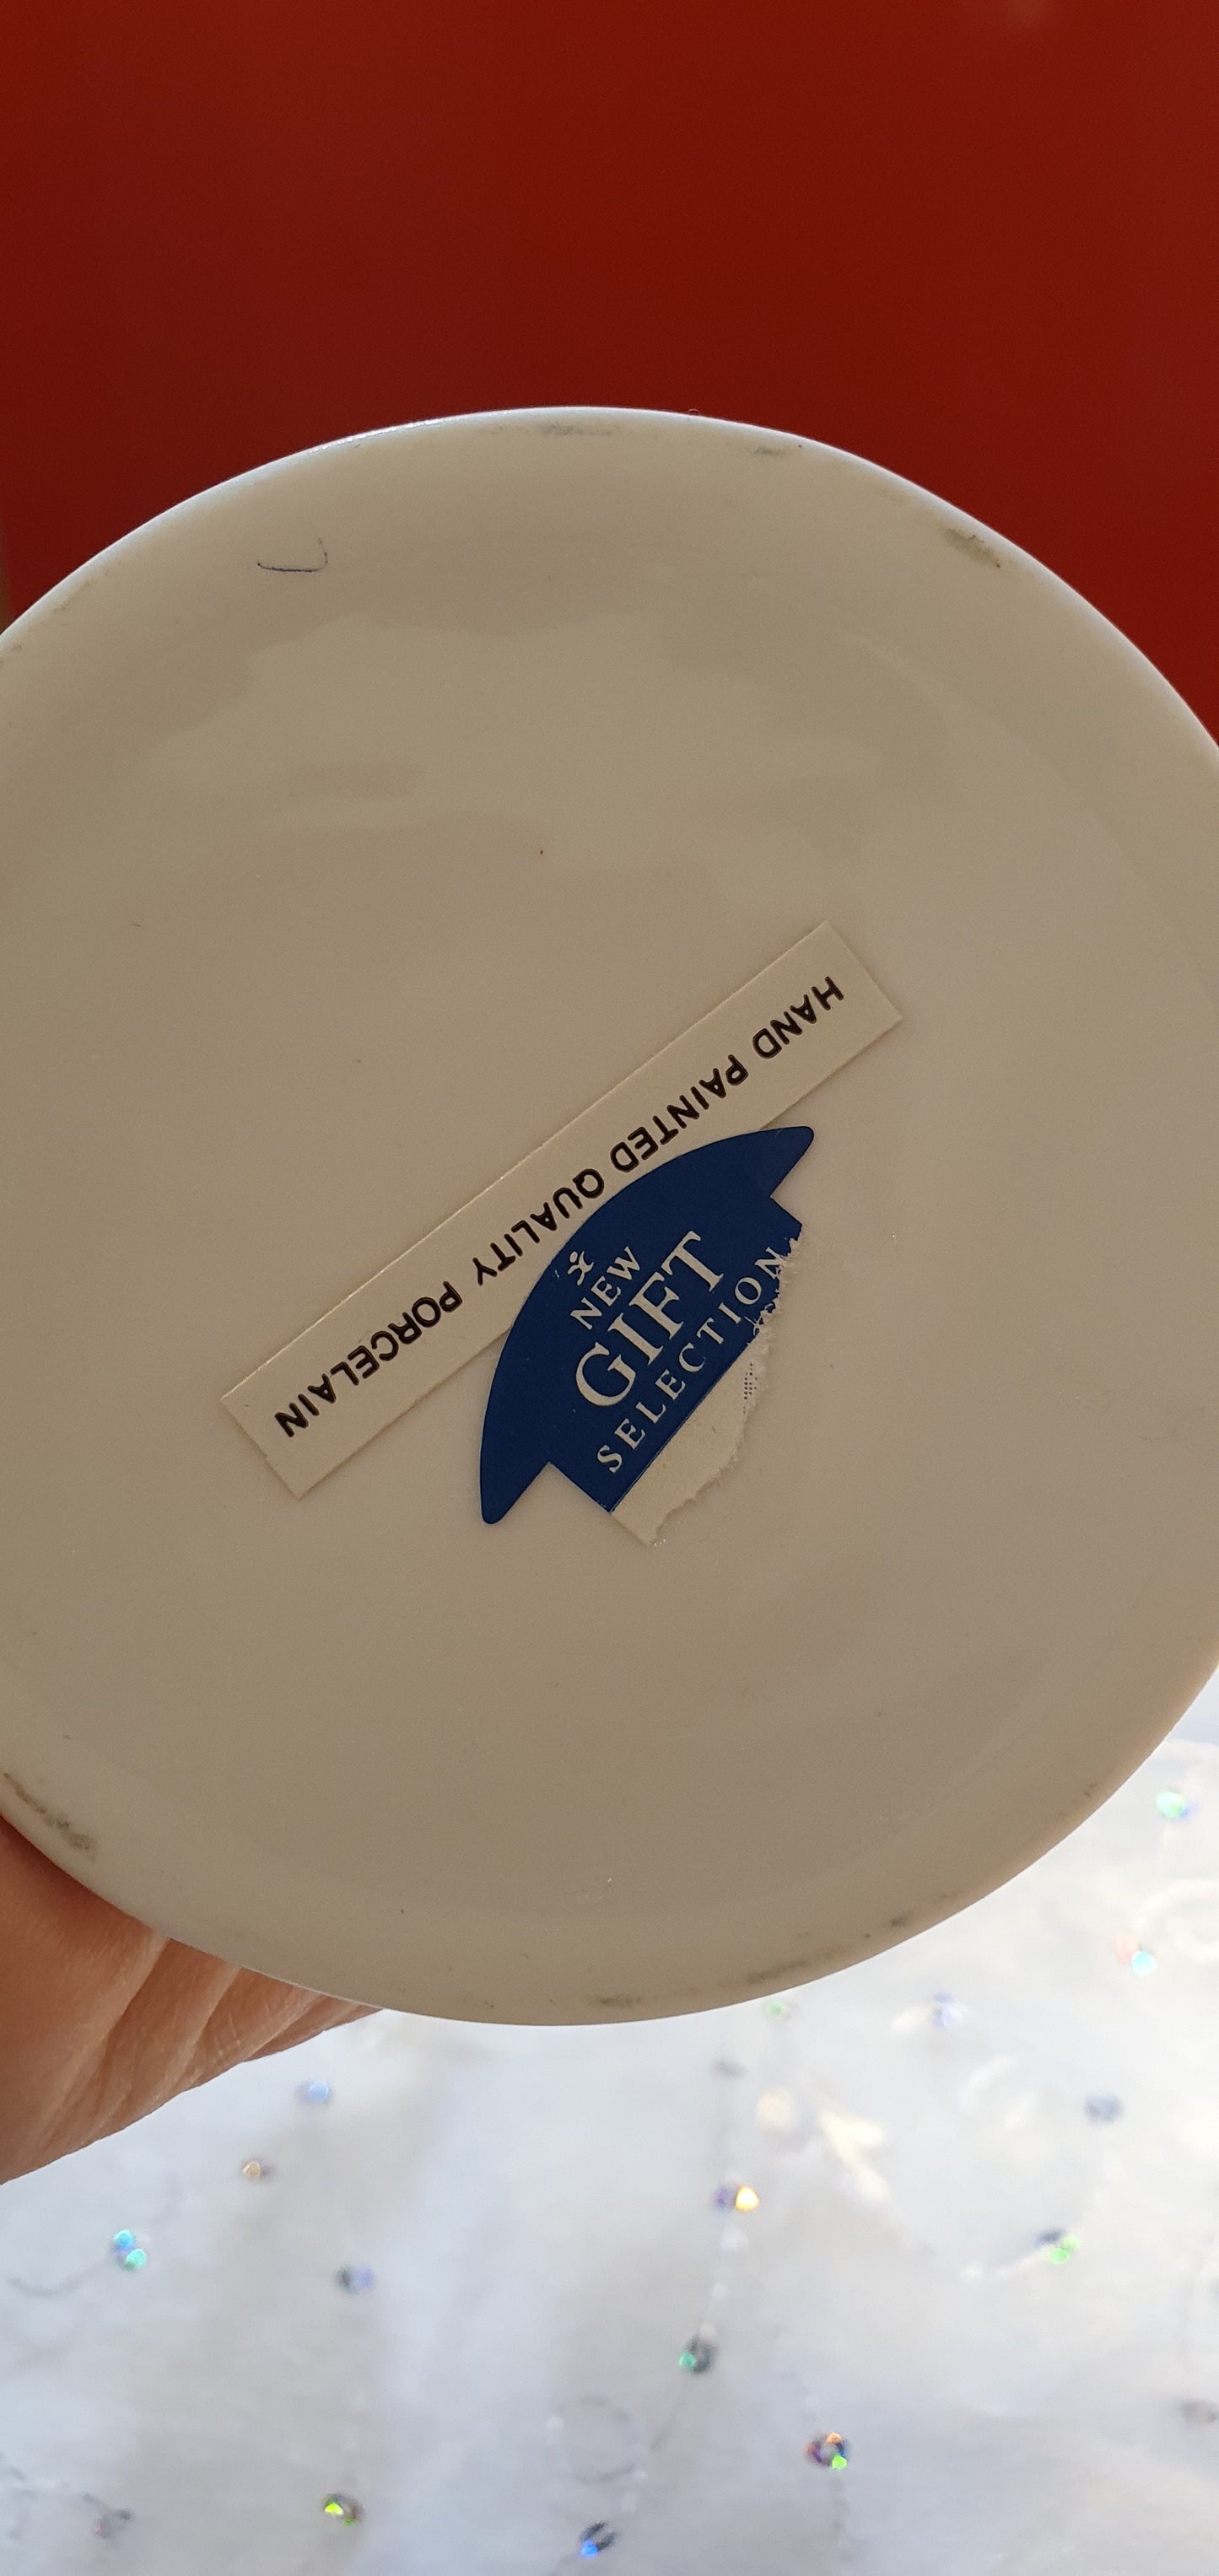 HAND PAINTED QUALITY PORCELAIN
NEW
GIFT
SELECTION